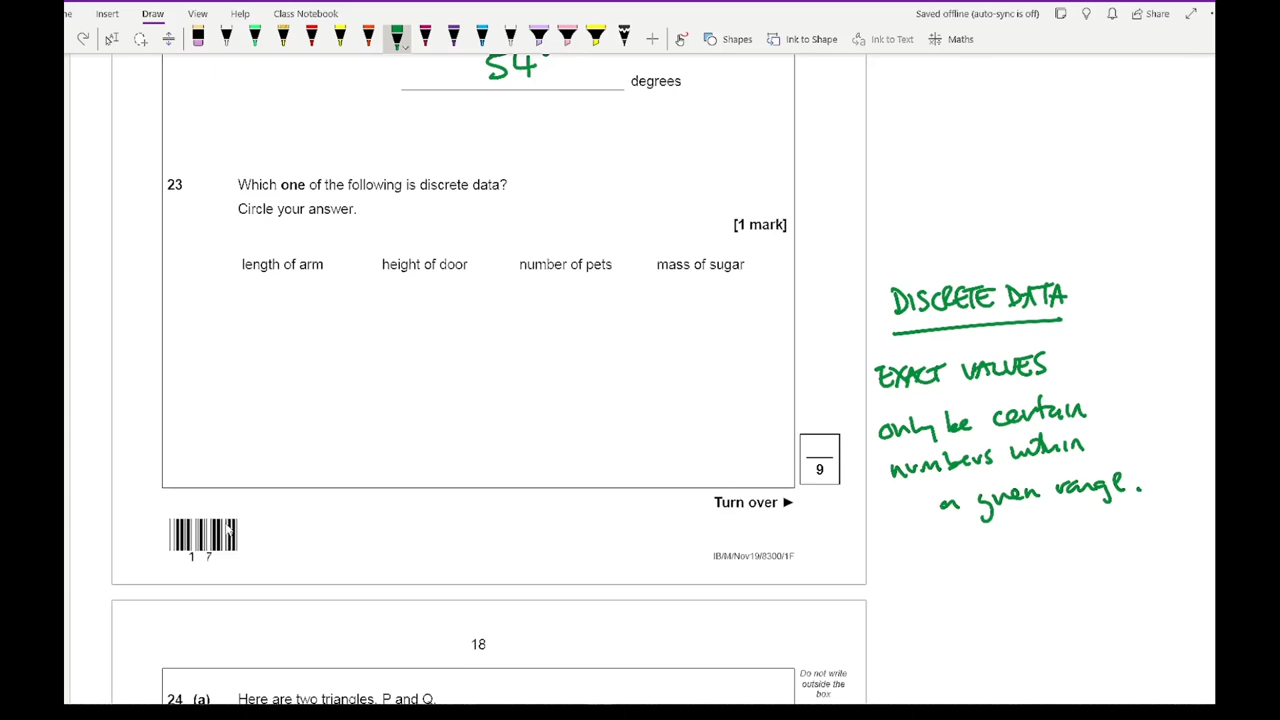 Insert Draw View Help Class Notebook Saved offline (auto-sync is off) Share
Shapes Ink to Shape Ink to Text Maths
54°
degrees
23 Which one of the following is discrete data?
Circle your answer.
[1 mark]
length of arm height of door number of pets mass of sugar
DISCRETE DATA
EXACT VALUES
only be certain
numbers within
a given range.
9
Turn over ►
1 7
IB/M/Nov19/8300/1F
18
Do not write
outside the
box
24 (a) Here are two triangles, P and Q.